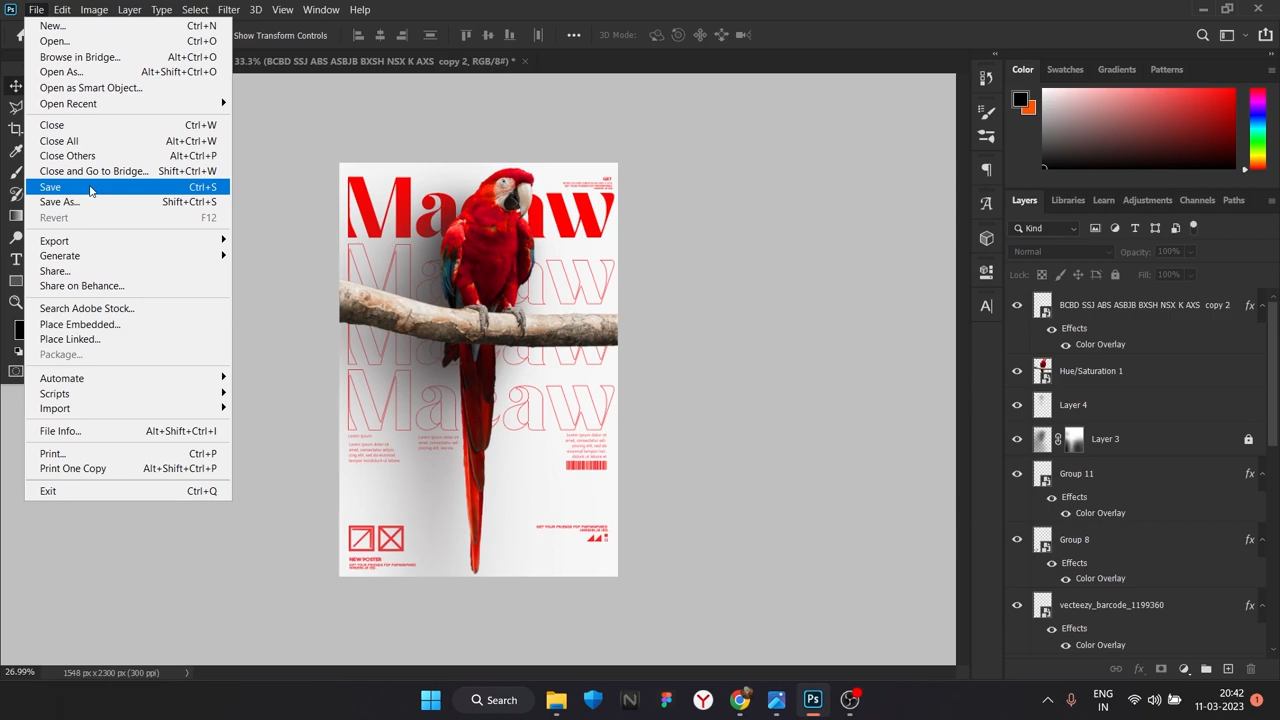 Ps File Edit Image Layer Type Select Filter 3D View Window Help
Show Transform Controls
3D Mode:
33.3% (BCBD SSJ ABS ASBJB BXSH NSX K AXS copy 2, RGB/8#) *
New... Ctrl+N
Open... Ctrl+O
Browse in Bridge... Alt+Ctrl+O
Open As... Alt+Shift+Ctrl+O
Open as Smart Object...
Open Recent
Close Ctrl+W
Close All Alt+Ctrl+W
Close Others Alt+Ctrl+P
Close and Go to Bridge... Shift+Ctrl+W
Save Ctrl+S
Save As... Shift+Ctrl+S
Revert F12
Export
Generate
Share...
Share on Behance...
Search Adobe Stock...
Place Embedded...
Place Linked...
Package...
Automate
Scripts
Import
File Info... Alt+Shift+Ctrl+I
Print... Ctrl+P
Print One Copy Alt+Shift+Ctrl+P
Exit Ctrl+Q
GET
Macaw
Macaw
Macaw
Macaw
NEW POSTER
Color Swatches Gradients Patterns
Layers Libraries Learn Adjustments Channels Paths
Kind
Normal Opacity: 100%
Lock: Fill: 100%
BCBD SSJ ABS ASBJB BXSH NSX K AXS copy 2 fx
Effects
Color Overlay
Hue/Saturation 1
Layer 4
Layer 3
Group 11 fx
Effects
Color Overlay
Group 8 fx
Effects
Color Overlay
vecteezy_barcode_1199360 fx
Effects
Color Overlay
26.99% 1548 px x 2300 px (300 ppi)
Search
ENG
IN
20:42
11-03-2023
1